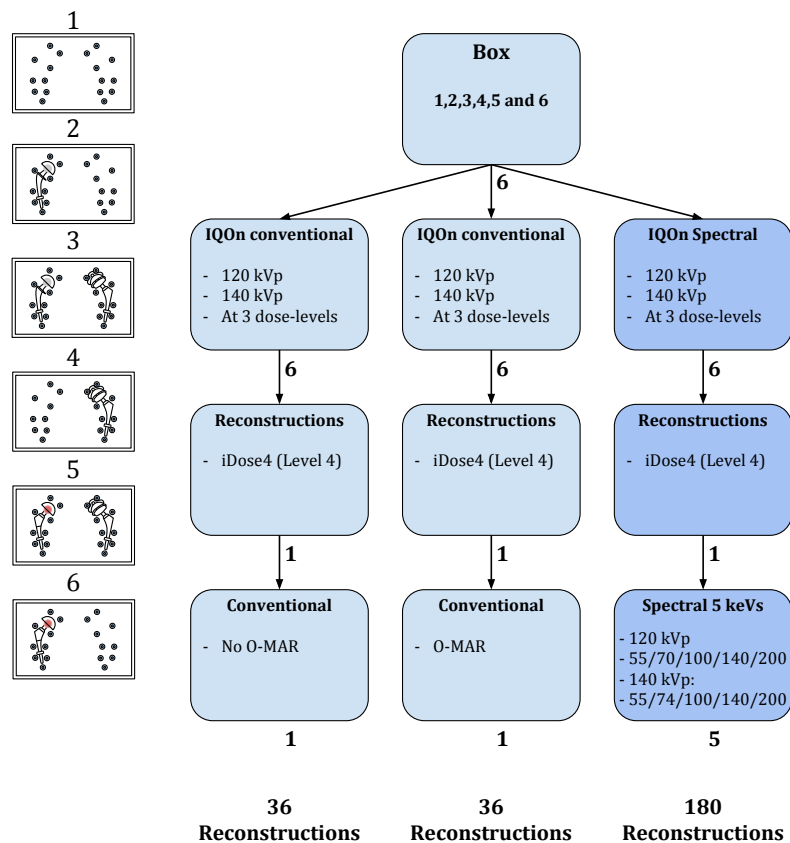 1
2
3
4
5
6
Box
1,2,3,4,5 and 6
6
IQOn conventional
- 120 kVp
- 140 kVp
- At 3 dose-levels
IQOn conventional
- 120 kVp
- 140 kVp
- At 3 dose-levels
IQOn Spectral
- 120 kVp
- 140 kVp
- At 3 dose-levels
6
6
6
Reconstructions
- iDose4 (Level 4)
Reconstructions
- iDose4 (Level 4)
Reconstructions
- iDose4 (Level 4)
1
1
1
Conventional
- No O-MAR
Conventional
- O-MAR
Spectral 5 keVs
- 120 kVp
- 55/70/100/140/200
- 140 kVp:
- 55/74/100/140/200
1
1
5
36
Reconstructions
36
Reconstructions
180
Reconstructions